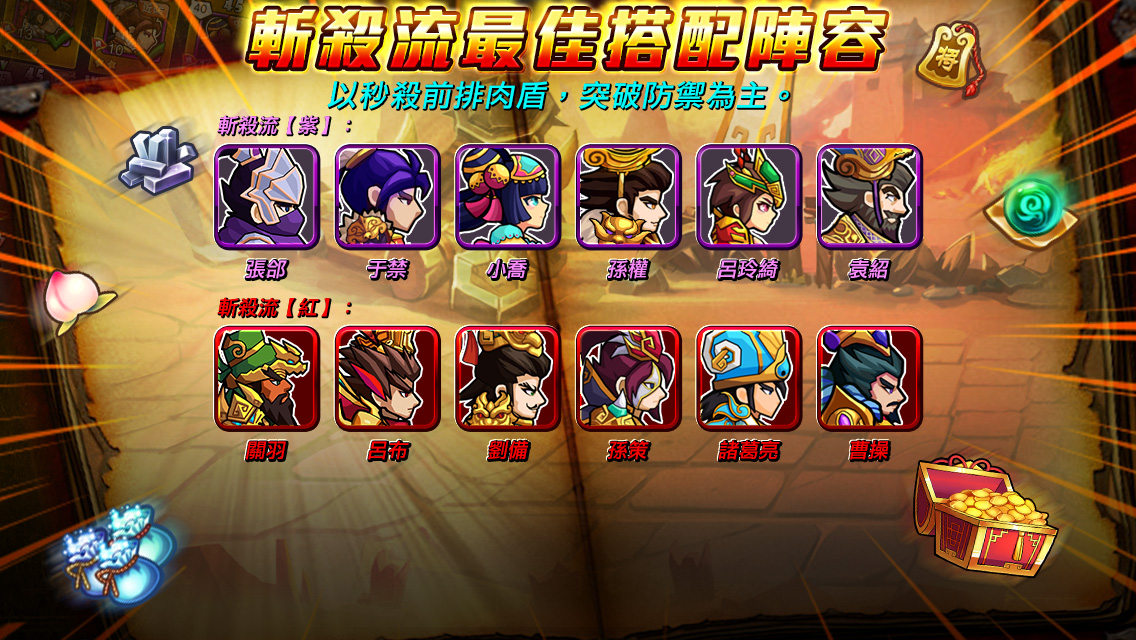 斬殺流最佳搭配陣容
以秒殺前排肉盾，突破防禦為主。
斬殺流【紫】：
張郃 于禁 小喬 孫權 呂玲綺 袁紹
斬殺流【紅】：
關羽 呂布 劉備 孫策 諸葛亮 曹操
將